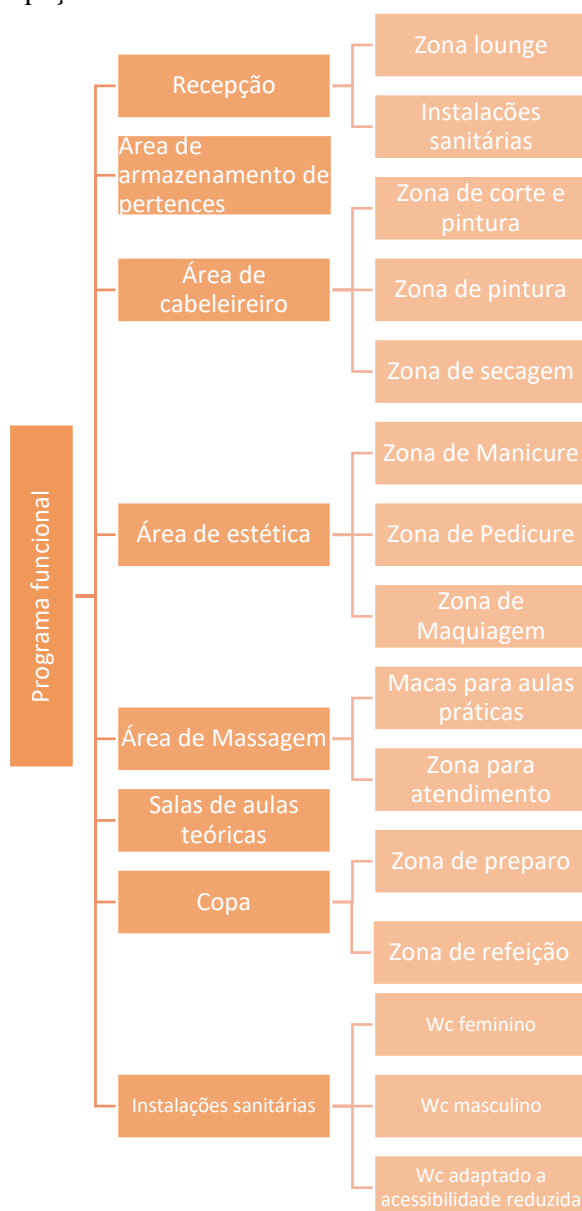 Programa funcional
Recepção
Zona lounge
Instalacões
sanitárias
Area de
armazenamento de
pertences
Área de
cabeleireiro
Zona de corte e
pintura
Zona de pintura
Zona de secagem
Área de estética
Zona de Manicure
Zona de Pedicure
Zona de
Maquiagem
Área de Massagem
Macas para aulas
práticas
Zona para
atendimento
Salas de aulas
teóricas
Copa
Zona de preparo
Zona de refeição
Instalações sanitárias
Wc feminino
Wc masculino
Wc adaptado a
acessibilidade reduzida